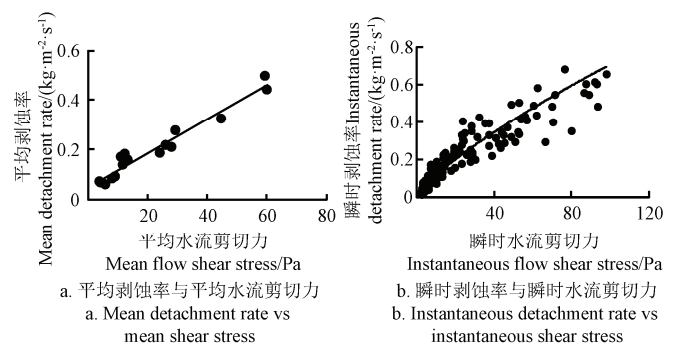 平均剥蚀率
Mean detachment rate/(kg·m⁻²·s⁻¹)
0.6
0.4
0.2
0
20
40
60
80
平均水流剪切力
Mean flow shear stress/Pa
a. 平均剥蚀率与平均水流剪切力
a. Mean detachment rate vs
mean shear stress
瞬时剥蚀率Instantaneous
detachment rate/(kg·m⁻²·s⁻¹)
0.8
0.6
0.4
0.2
0
40
80
120
瞬时水流剪切力
Instantaneous flow shear stress/Pa
b. 瞬时剥蚀率与瞬时水流剪切力
b. Instantaneous detachment rate vs
instantaneous shear stress